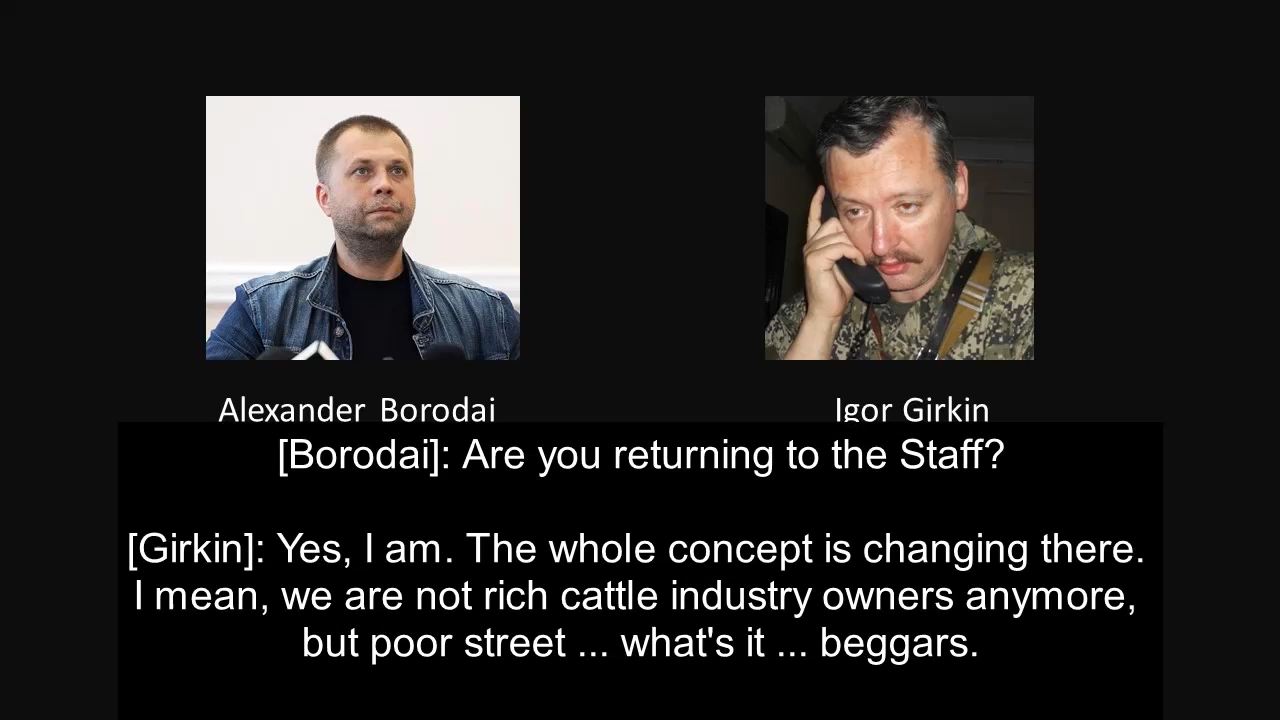 Alexander Borodai
Igor Girkin
[Borodai]: Are you returning to the Staff?
[Girkin]: Yes, I am. The whole concept is changing there.
I mean, we are not rich cattle industry owners anymore,
but poor street ... what's it ... beggars.